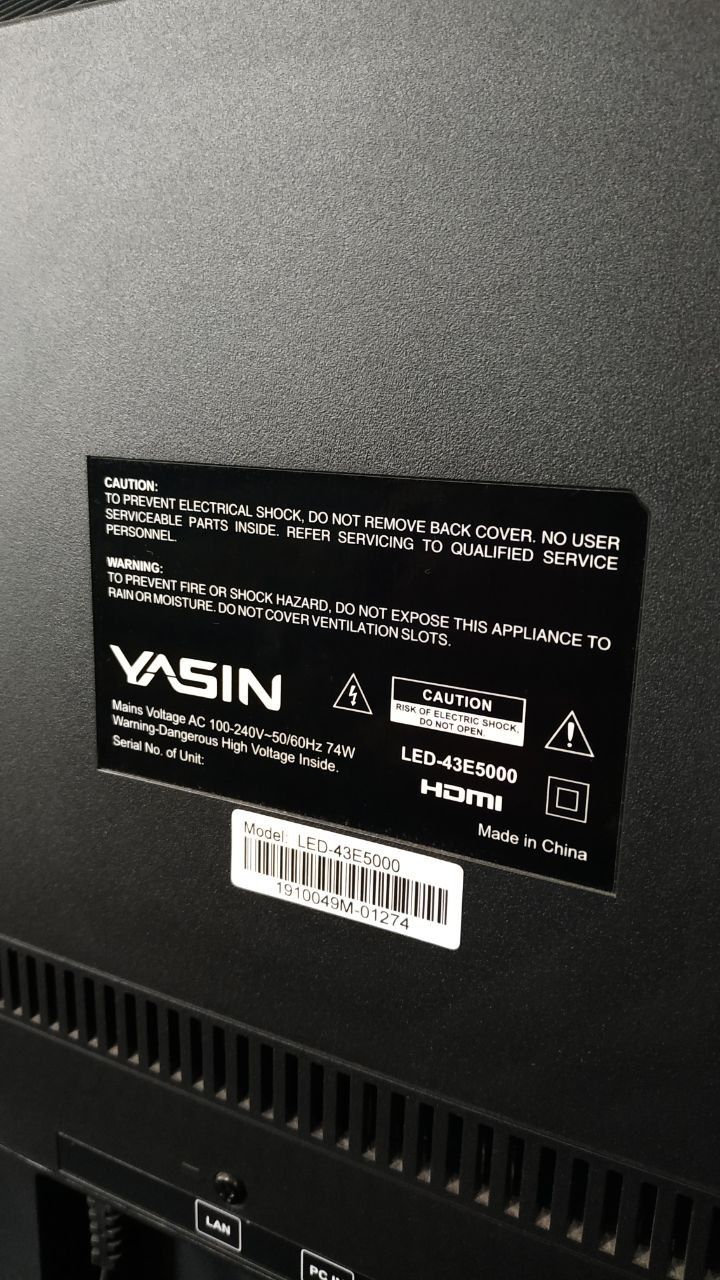 CAUTION:
TO PREVENT ELECTRICAL SHOCK, DO NOT REMOVE BACK COVER. NO USER
SERVICEABLE PARTS INSIDE. REFER SERVICING TO QUALIFIED SERVICE
PERSONNEL.
WARNING:
TO PREVENT FIRE OR SHOCK HAZARD, DO NOT EXPOSE THIS APPLIANCE TO
RAIN OR MOISTURE. DO NOT COVER VENTILATION SLOTS.
YASIN
Mains Voltage AC 100-240V~50/60Hz 74W
Warning-Dangerous High Voltage Inside.
Serial No. of Unit:
CAUTION
RISK OF ELECTRIC SHOCK,
DO NOT OPEN.
LED-43E5000
HDMI
Made in China
Model: LED-43E5000
1910049M-01274
LAN
PC